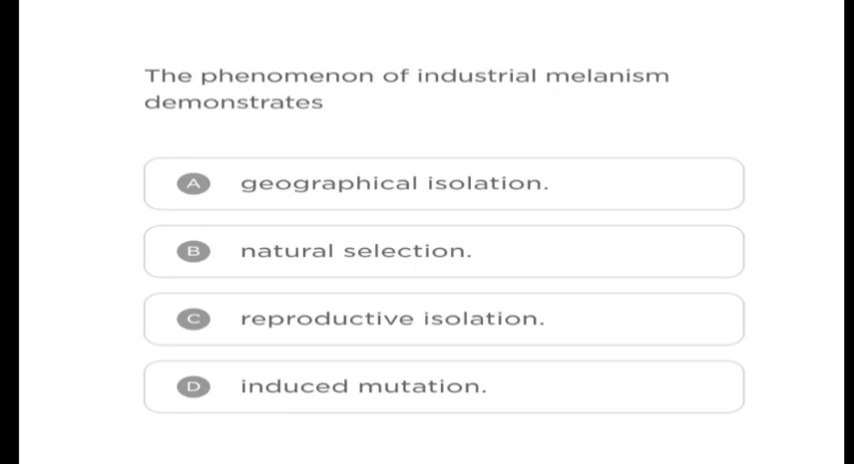 The phenomenon of industrial melanism
demonstrates
A geographical isolation.
B natural selection.
C reproductive isolation.
D induced mutation.